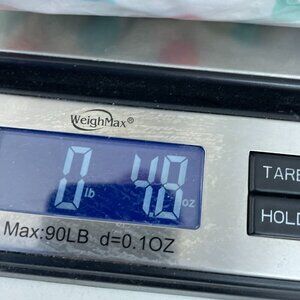 WeighMax®
0 lb 4.8 oz
TARE
HOLD
Max:90LB d=0.1OZ